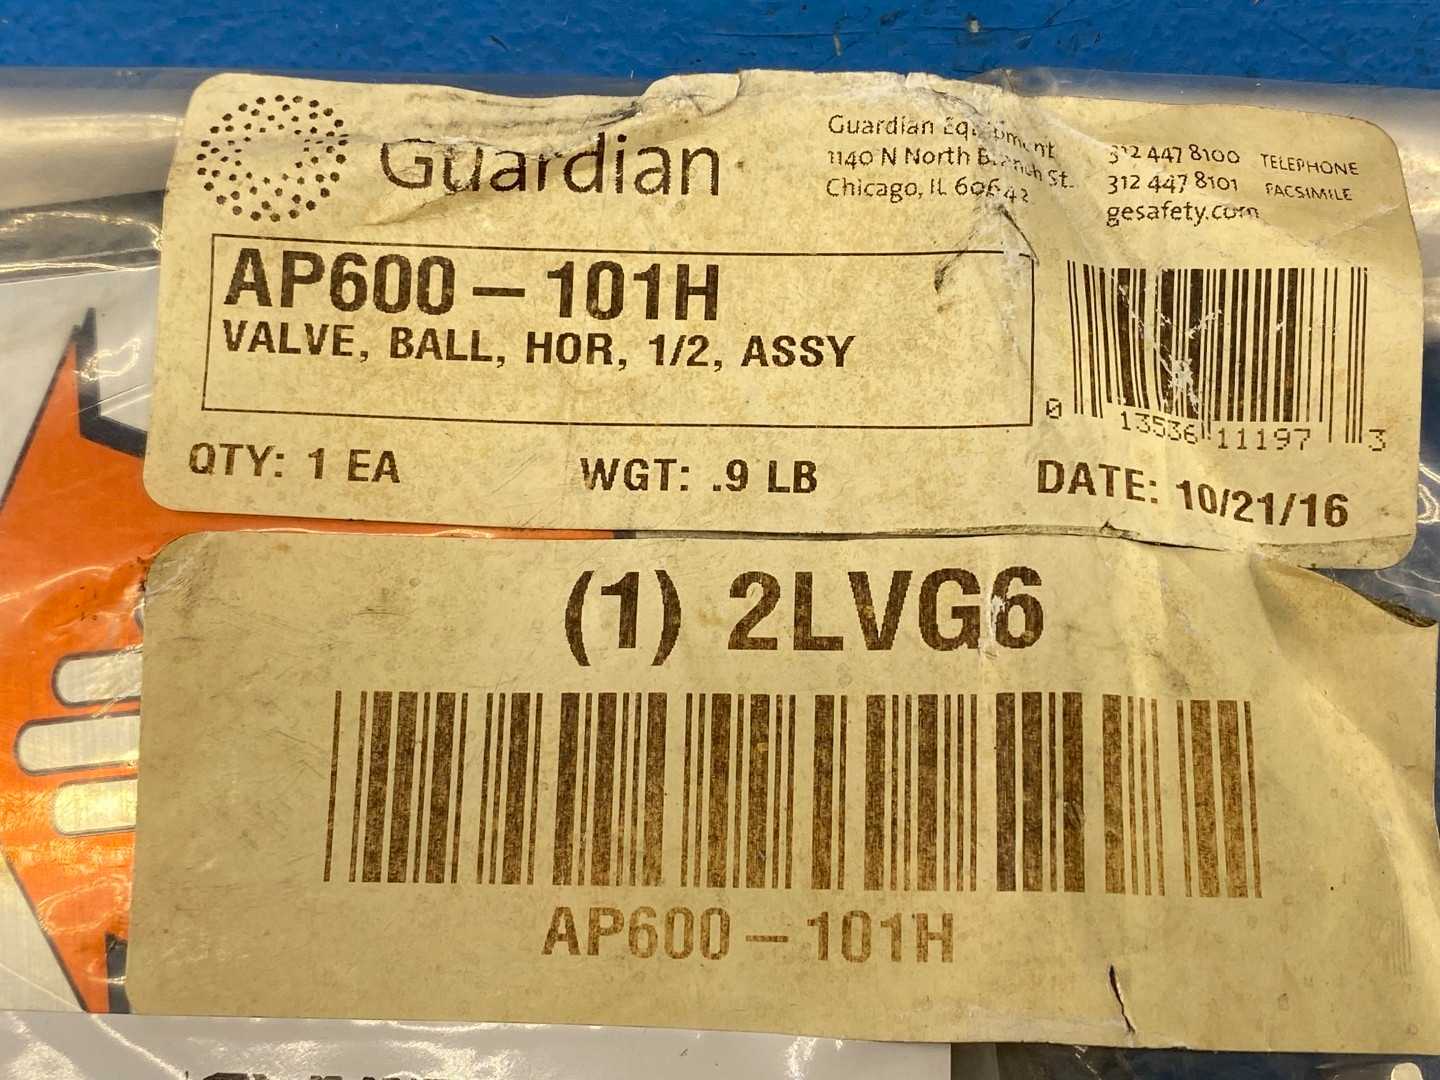 Guardian
Guardian Equipment
1140 N North Branch St.
Chicago, IL 60642
312 447 8100 TELEPHONE
312 447 8101 FACSIMILE
gesafety.com
AP600-101H
VALVE, BALL, HOR, 1/2, ASSY
0 13536 11197 3
QTY: 1 EA WGT: .9 LB DATE: 10/21/16
(1) 2LVG6
AP600-101H